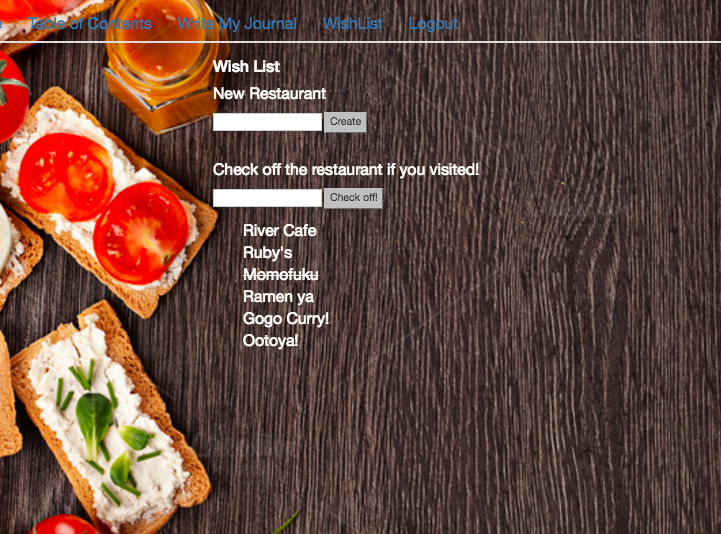 Table of Contents Write My Journal WishList Logout
Wish List
New Restaurant
Create
Check off the restaurant if you visited!
Check off!
River Cafe
Ruby's
Momofuku
Ramen ya
Gogo Curry!
Ootoya!